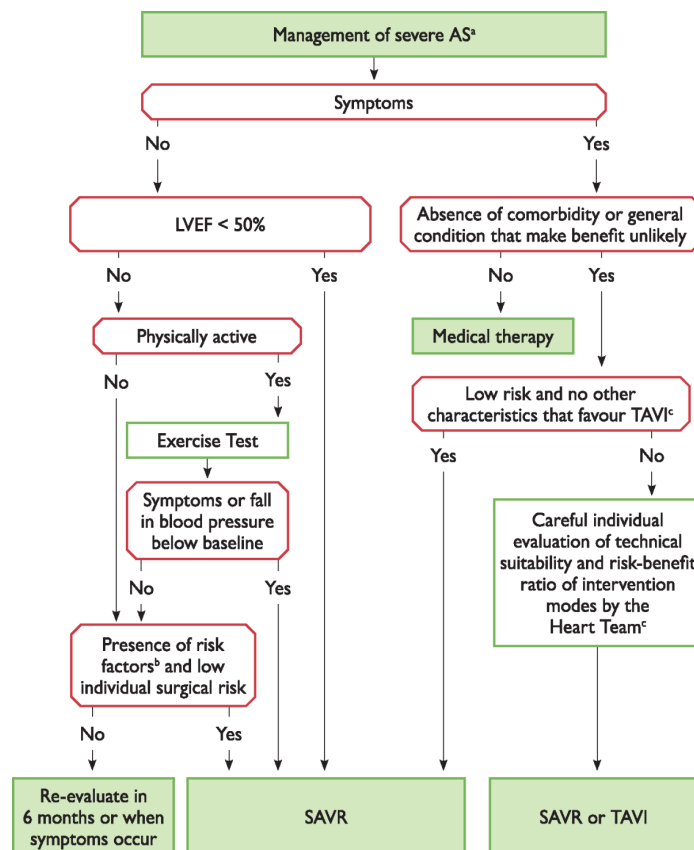 Management of severe ASᵃ
Symptoms
No
Yes
LVEF < 50%
Absence of comorbidity or general
condition that make benefit unlikely
No
Yes
No
Yes
Physically active
Medical therapy
No
Yes
Low risk and no other
characteristics that favour TAVIᶜ
Exercise Test
Yes
No
Symptoms or fall
in blood pressure
below baseline
Careful individual
evaluation of technical
suitability and risk-benefit
ratio of intervention
modes by the
Heart Teamᶜ
No
Yes
Presence of risk
factorsᵇ and low
individual surgical risk
No
Yes
Re-evaluate in
6 months or when
symptoms occur
SAVR
SAVR or TAVI